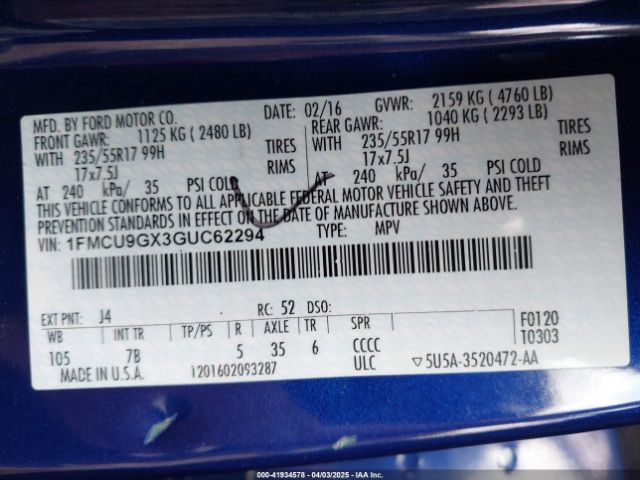 MFD. BY FORD MOTOR CO. DATE: 02/16 GVWR: 2159 KG ( 4760 LB)
FRONT GAWR: 1125 KG ( 2480 LB) REAR GAWR: 1040 KG ( 2293 LB)
WITH 235/55R17 99H TIRES WITH 235/55R17 99H TIRES
17x7.5J RIMS 17x7.5J RIMS
AT 240 kPa/ 35 PSI COLD AT 240 kPa/ 35 PSI COLD
THIS VEHICLE CONFORMS TO ALL APPLICABLE FEDERAL MOTOR VEHICLE SAFETY AND THEFT
PREVENTION STANDARDS IN EFFECT ON THE DATE OF MANUFACTURE SHOWN ABOVE.
VIN: 1FMCU9GX3GUC62294 TYPE: MPV
EXT PNT: J4 RC: 52 DSO:
WB INT TR TP/PS R AXLE TR SPR F0120
105 7B 5 35 6 CCCC T0303
MADE IN U.S.A. 1201602093287 ULC ▽5U5A-3520472-AA
00-41934578 | 04/03/2025 - IAA Inc.